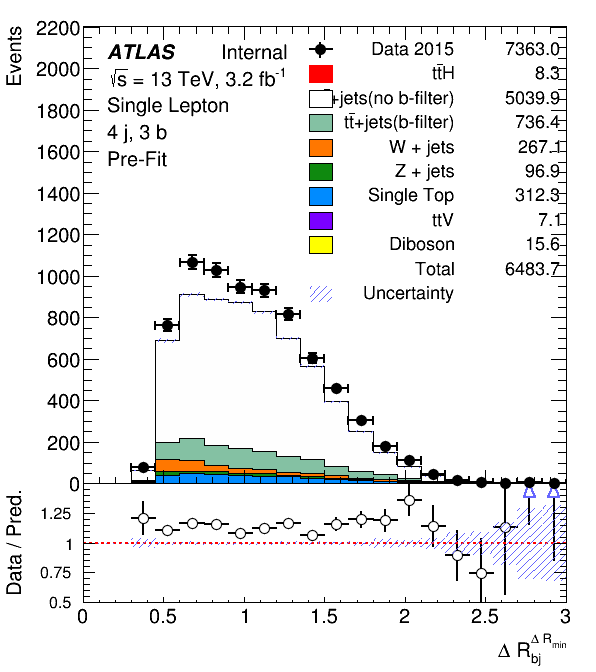 Events
2200
2000
1800
1600
1400
1200
1000
800
600
400
200
0
ATLAS Internal
√s = 13 TeV, 3.2 fb⁻¹
Single Lepton
4 j, 3 b
Pre-Fit
Data 2015 7363.0
tt̄H 8.3
+jets(no b-filter) 5039.9
tt̄+jets(b-filter) 736.4
W + jets 267.1
Z + jets 96.9
Single Top 312.3
ttV 7.1
Diboson 15.6
Total 6483.7
Uncertainty
Data / Pred.
1.25
1
0.75
0.5
0 0.5 1 1.5 2 2.5 3
Δ R_bj^Δ R_min